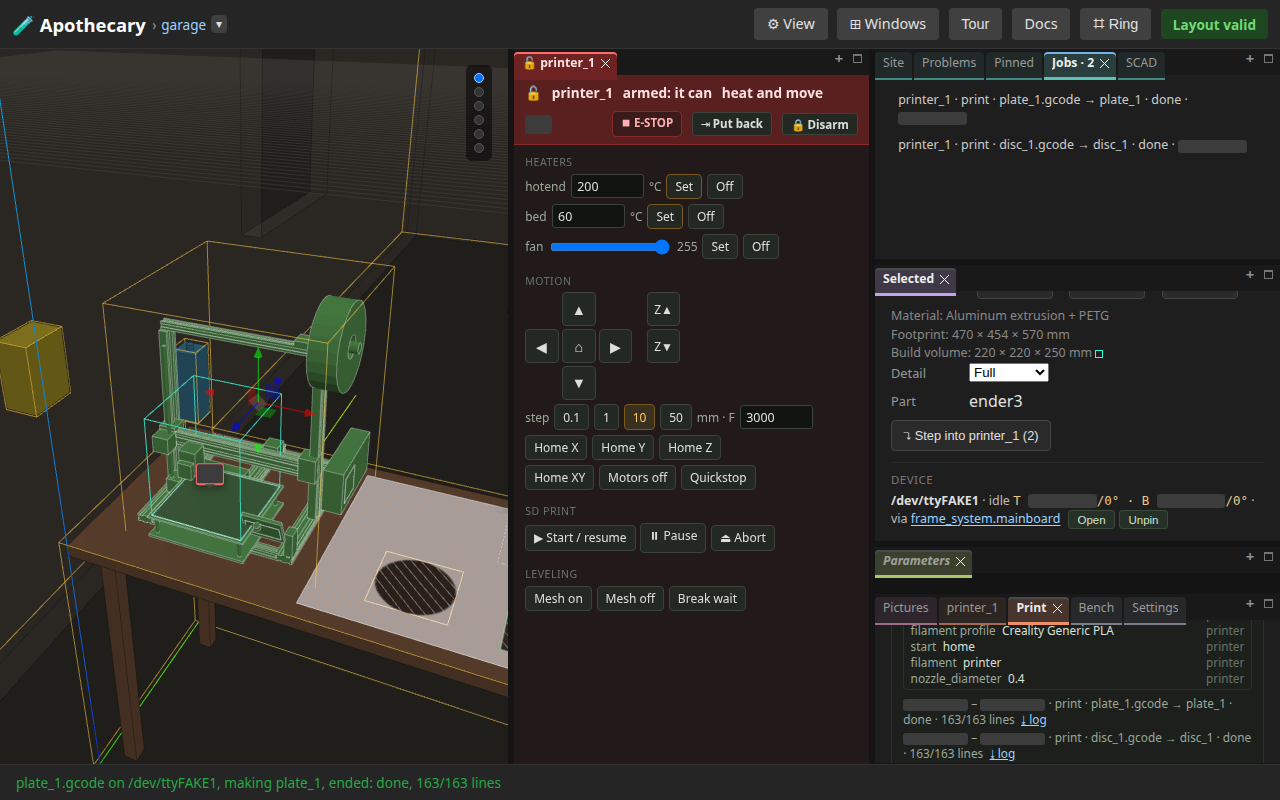 Apothecary › garage ▾
⚙ View
⊞ Windows
Tour
Docs
⌗ Ring
Layout valid
printer_1
printer_1 armed: it can heat and move
E-STOP
⇥ Put back
Disarm
HEATERS
hotend 200 °C Set Off
bed 60 °C Set Off
fan 255 Set Off
MOTION
▲ Z▲
◀ ⌂ ▶ Z▼
▼
step 0.1 1 10 50 mm · F 3000
Home X Home Y Home Z
Home XY Motors off Quickstop
SD PRINT
▶ Start / resume ⏸ Pause ⏏ Abort
LEVELING
Mesh on Mesh off Break wait
Site Problems Pinned Jobs · 2 SCAD
printer_1 · print · plate_1.gcode → plate_1 · done ·
printer_1 · print · disc_1.gcode → disc_1 · done ·
Selected
Material: Aluminum extrusion + PETG
Footprint: 470 × 454 × 570 mm
Build volume: 220 × 220 × 250 mm
Detail Full
Part ender3
⤵ Step into printer_1 (2)
DEVICE
/dev/ttyFAKE1 · idle T /0° · B /0° ·
via frame_system.mainboard Open Unpin
Parameters
Pictures printer_1 Print Bench Settings
filament profile Creality Generic PLA printer
start home printer
filament printer printer
nozzle_diameter 0.4 printer
– · print · plate_1.gcode → plate_1 ·
done · 163/163 lines ↓log
– · print · disc_1.gcode → disc_1 · done
· 163/163 lines ↓log
plate_1.gcode on /dev/ttyFAKE1, making plate_1, ended: done, 163/163 lines